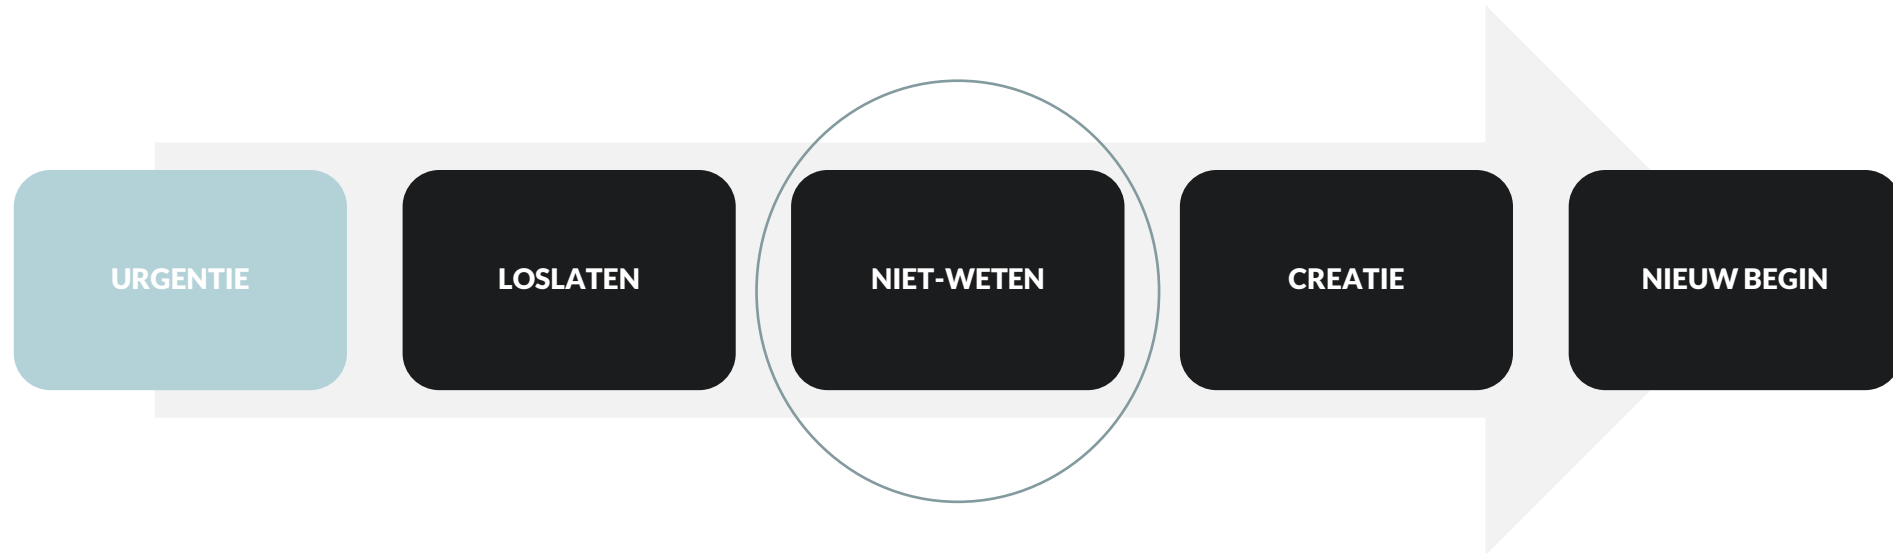 URGENTIE
LOSLATEN
NIET-WETEN
CREATIE
NIEUW BEGIN